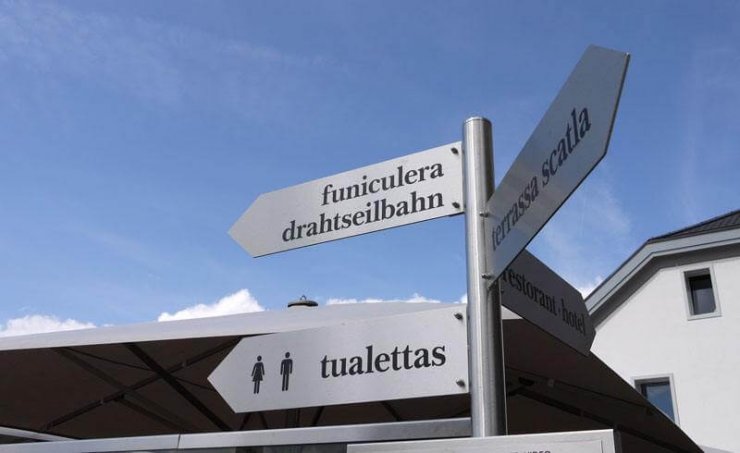 funiculera
drahtseilbahn
terrassa scatla
restorant · hotel
tualettas